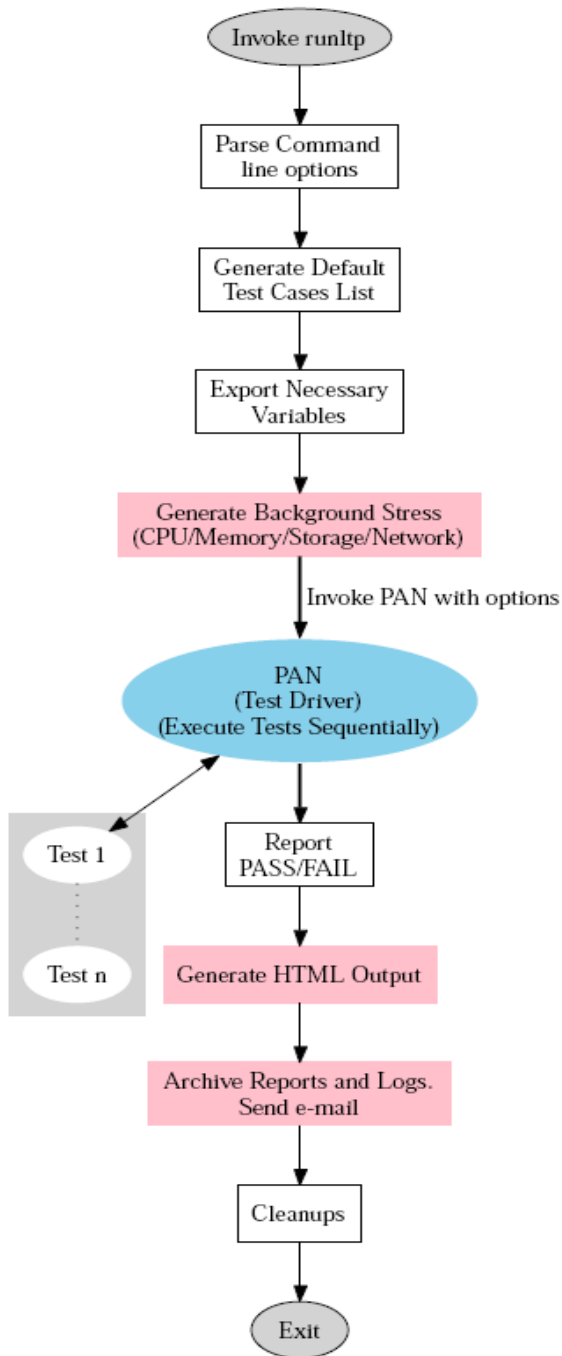 Invoke runltp
Parse Command
line options
Generate Default
Test Cases List
Export Necessary
Variables
Generate Background Stress
(CPU/Memory/Storage/Network)
Invoke PAN with options
PAN
(Test Driver)
(Execute Tests Sequentially)
Test 1
Test n
Report
PASS/FAIL
Generate HTML Output
Archive Reports and Logs.
Send e-mail
Cleanups
Exit